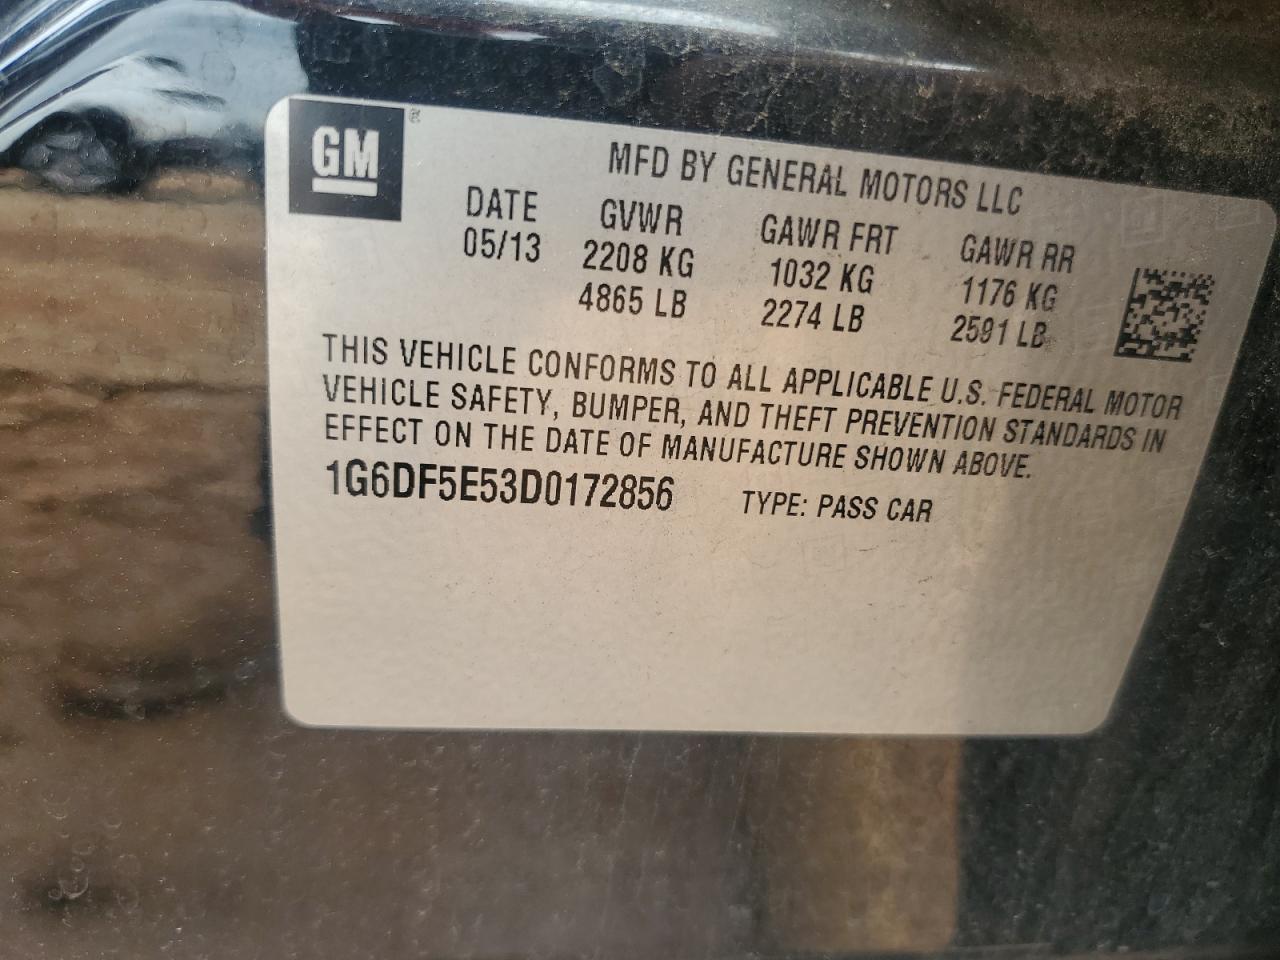 GM®
MFD BY GENERAL MOTORS LLC
DATE GVWR GAWR FRT GAWR RR
05/13 2208 KG 1032 KG 1176 KG
4865 LB 2274 LB 2591 LB
THIS VEHICLE CONFORMS TO ALL APPLICABLE U.S. FEDERAL MOTOR
VEHICLE SAFETY, BUMPER, AND THEFT PREVENTION STANDARDS IN
EFFECT ON THE DATE OF MANUFACTURE SHOWN ABOVE.
1G6DF5E53D0172856 TYPE: PASS CAR